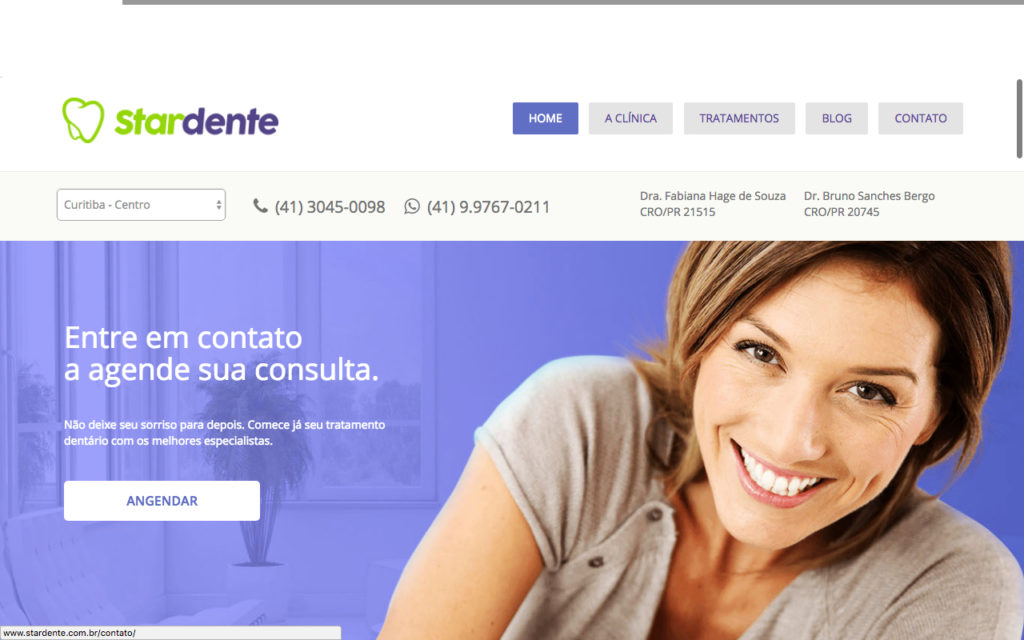 Stardente
HOME
A CLÍNICA
TRATAMENTOS
BLOG
CONTATO
Curitiba - Centro
(41) 3045-0098
(41) 9.9767-0211
Dra. Fabiana Hage de Souza
CRO/PR 21515
Dr. Bruno Sanches Bergo
CRO/PR 20745
Entre em contato
a agende sua consulta.
Não deixe seu sorriso para depois. Comece já seu tratamento
dentário com os melhores especialistas.
ANGENDAR
www.stardente.com.br/contato/